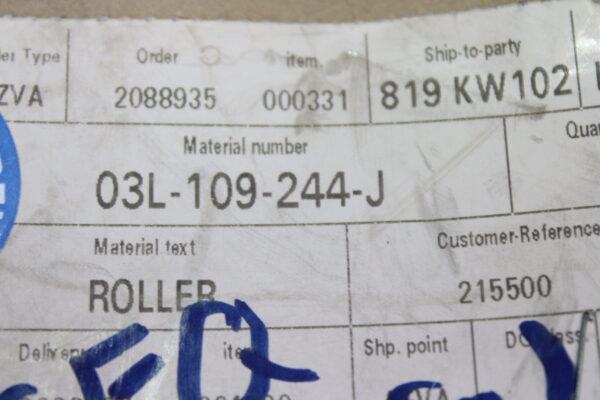 Order Type Order item. Ship-to-party
ZVA 2088935 000331 819 KW102
Material number
03L-109-244-J
Material text Customer-Reference
ROLLER 215500
Shp. point